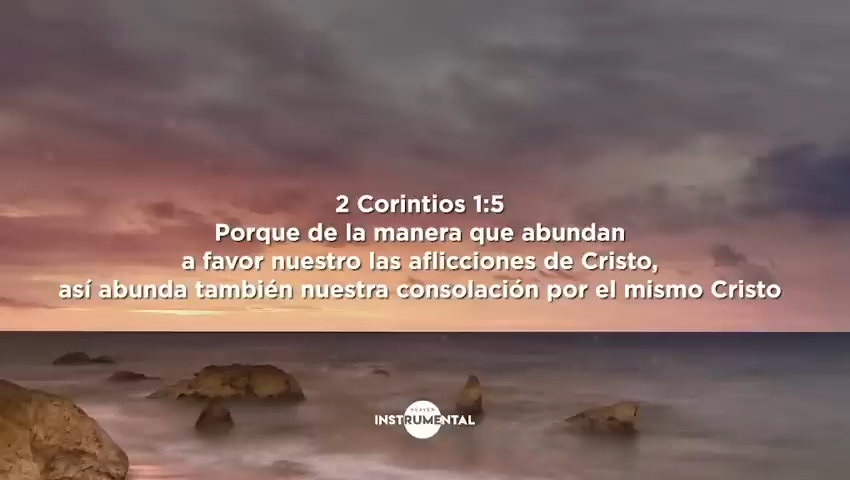 2 Corintios 1:5
Porque de la manera que abundan
a favor nuestro las aflicciones de Cristo,
así abunda también nuestra consolación por el mismo Cristo
HEAVEN
INSTRUMENTAL